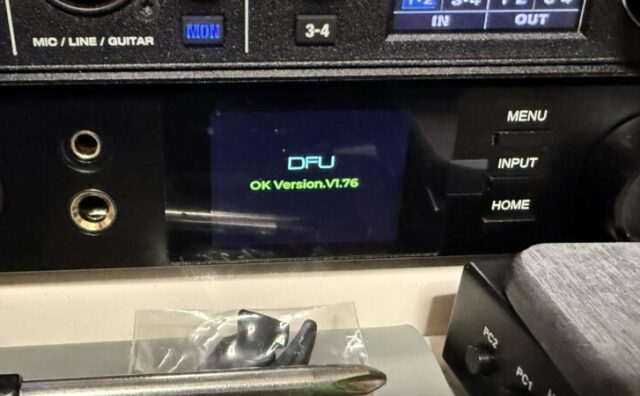 MIC / LINE / GUITAR
MON
3-4
1-2 3-4 1-2 3-4
IN OUT
DFU
OK Version.V1.76
MENU
INPUT
HOME
PC2
PC1